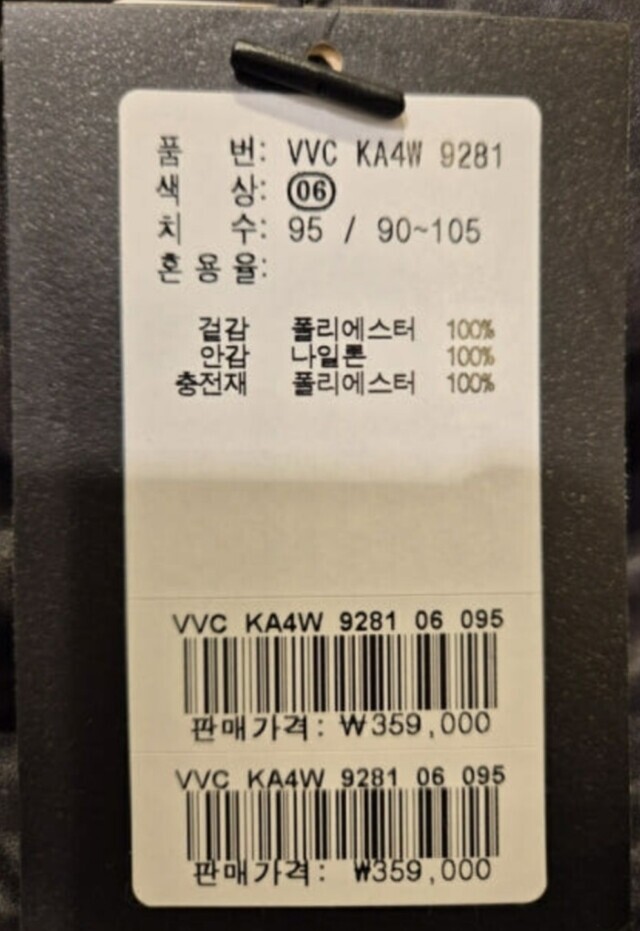 품 번: VVC KA4W 9281
색 상: 06
치 수: 95 / 90~105
혼 용 율:
겉감 폴리에스터 100%
안감 나일론 100%
충전재 폴리에스터 100%
VVC KA4W 9281 06 095
판매가격: ₩359,000
VVC KA4W 9281 06 095
판매가격: ₩359,000